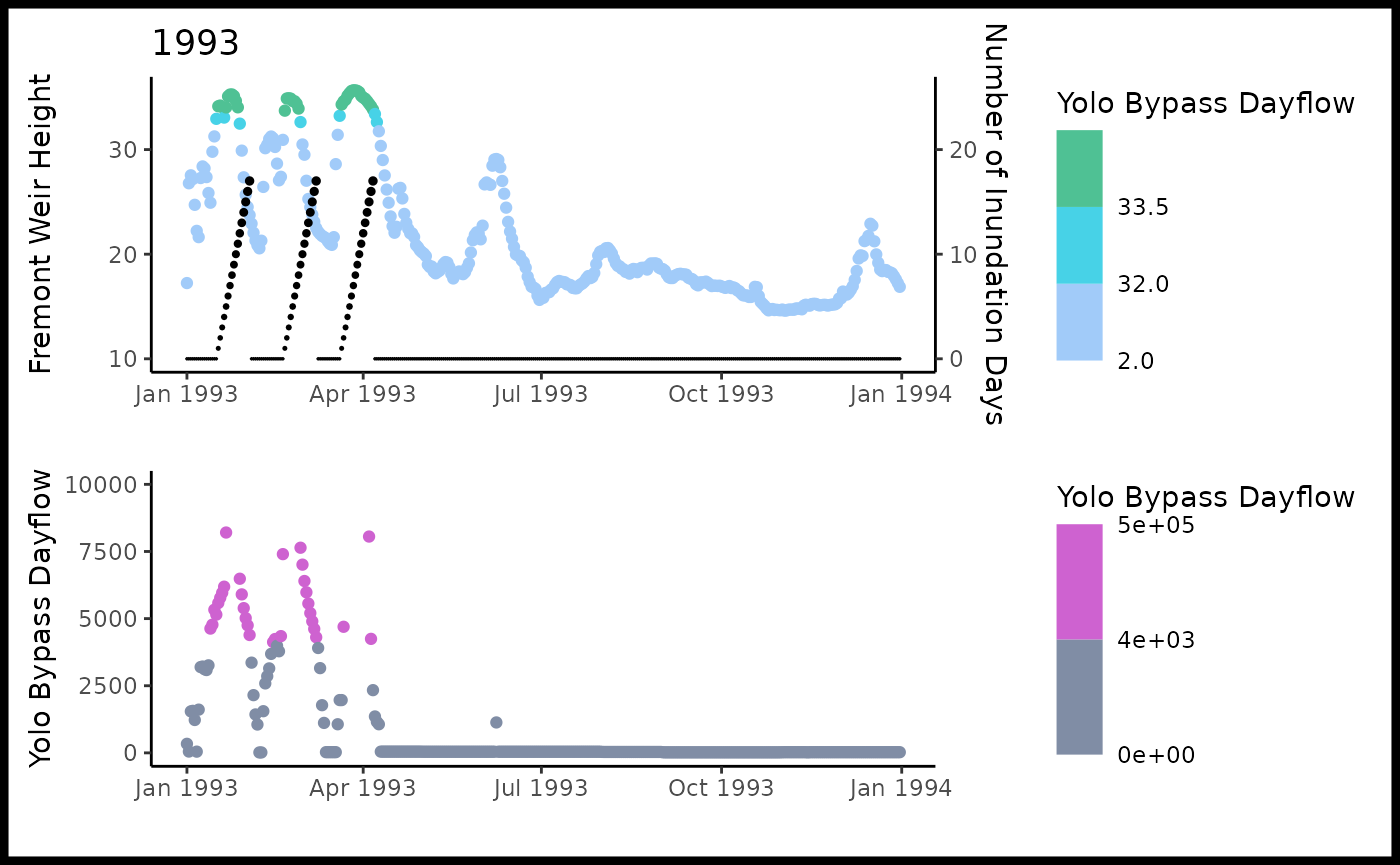 1993
Fremont Weir Height
30
20
10
20
10
0
Number of Inundation Days
Jan 1993
Apr 1993
Jul 1993
Oct 1993
Jan 1994
Yolo Bypass Dayflow
33.5
32.0
2.0
Yolo Bypass Dayflow
10000
7500
5000
2500
0
Jan 1993
Apr 1993
Jul 1993
Oct 1993
Jan 1994
Yolo Bypass Dayflow
5e+05
4e+03
0e+00